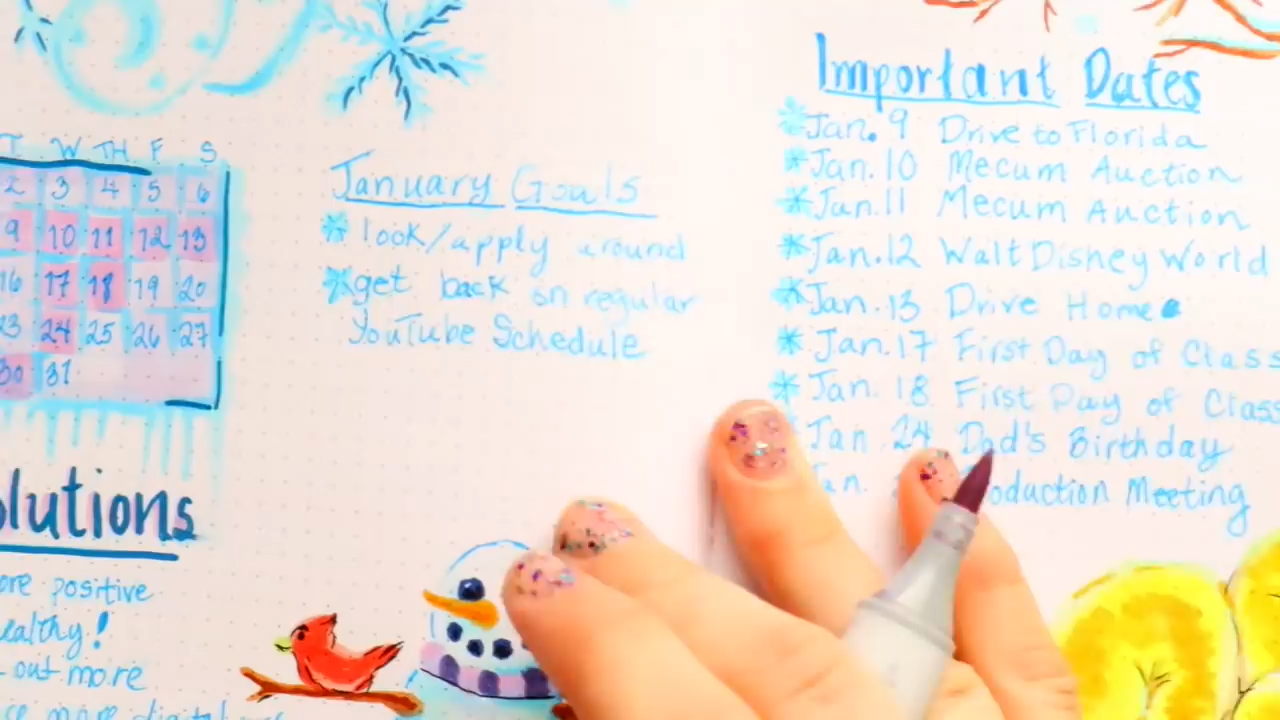 Important Dates
Jan. 9 Drive to Florida
Jan. 10 Mecum Auction
Jan. 11 Mecum Auction
Jan. 12 Walt Disney World
Jan. 13 Drive Home
Jan. 17 First Day of Class
Jan. 18 First Day of Class
Jan 24 Dad's Birthday
an. oduction Meeting
January Goals
look/apply around
get back on regular
YouTube Schedule
T W TH F S
2 3 4 5 6
9 10 11 12 13
16 17 18 19 20
23 24 25 26 27
30 31
olutions
ore positive
ealthy!
out more
more digital